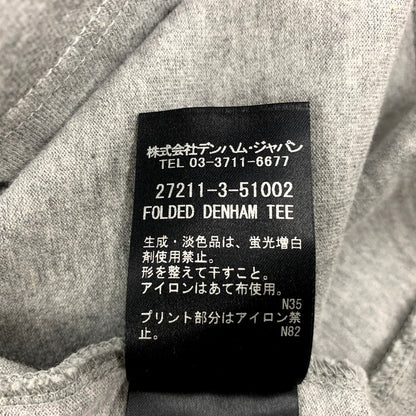 株式会社デンハム・ジャパン
TEL 03-3711-6677
27211-3-51002
FOLDED DENHAM TEE
生成・淡色品は、蛍光増白
剤使用禁止。
形を整えて干すこと。
アイロンはあて布使用。
N35
プリント部分はアイロン禁
止。
N82